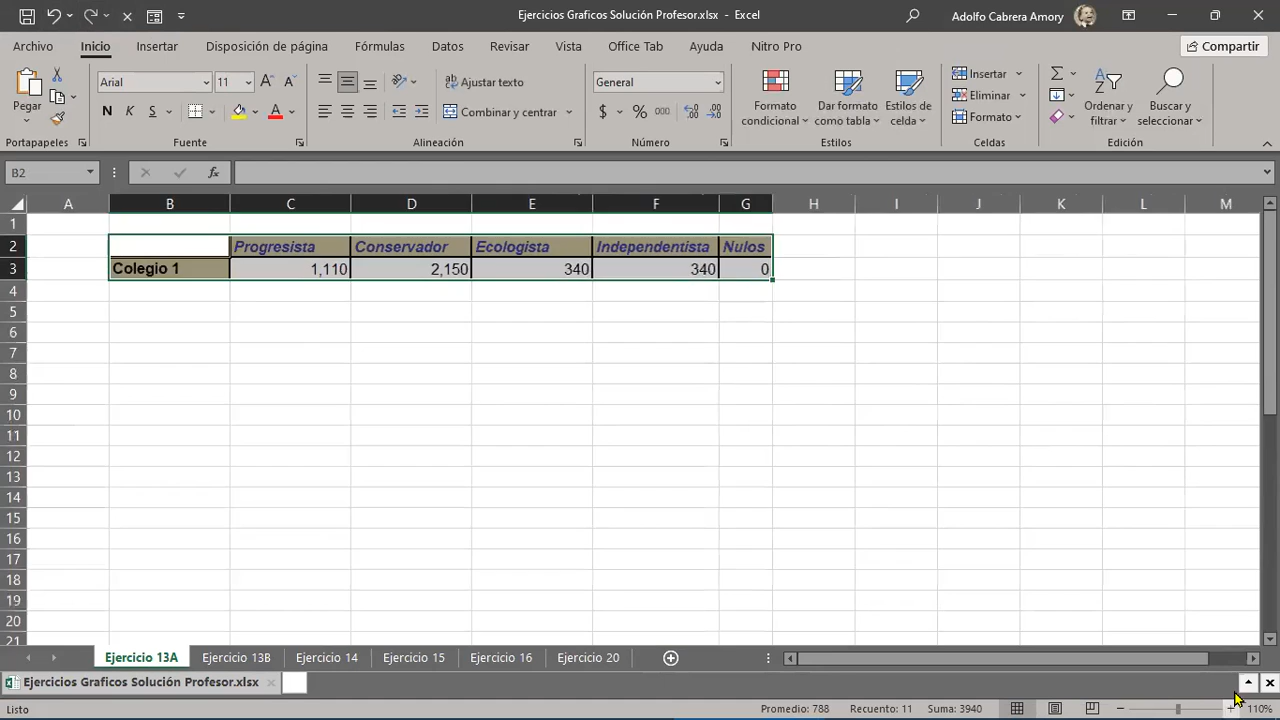 Ejercicios Graficos Solución Profesor.xlsx - Excel
Adolfo Cabrera Amory
Archivo Inicio Insertar Disposición de página Fórmulas Datos Revisar Vista Office Tab Ayuda Nitro Pro Compartir
Pegar
Arial 11
N K S
Ajustar texto
Combinar y centrar
General
$ % 000
Formato condicional
Dar formato como tabla
Estilos de celda
Insertar
Eliminar
Formato
Ordenar y filtrar
Buscar y seleccionar
Portapapeles Fuente Alineación Número Estilos Celdas Edición
B2 fx
A B C D E F G H I J K L M
1
2 Progresista Conservador Ecologista Independentista Nulos
3 Colegio 1 1,110 2,150 340 340 0
4
5
6
7
8
9
10
11
12
13
14
15
16
17
18
19
20
21
Ejercicio 13A Ejercicio 13B Ejercicio 14 Ejercicio 15 Ejercicio 16 Ejercicio 20
Ejercicios Graficos Solución Profesor.xlsx
Listo Promedio: 788 Recuento: 11 Suma: 3940 110%